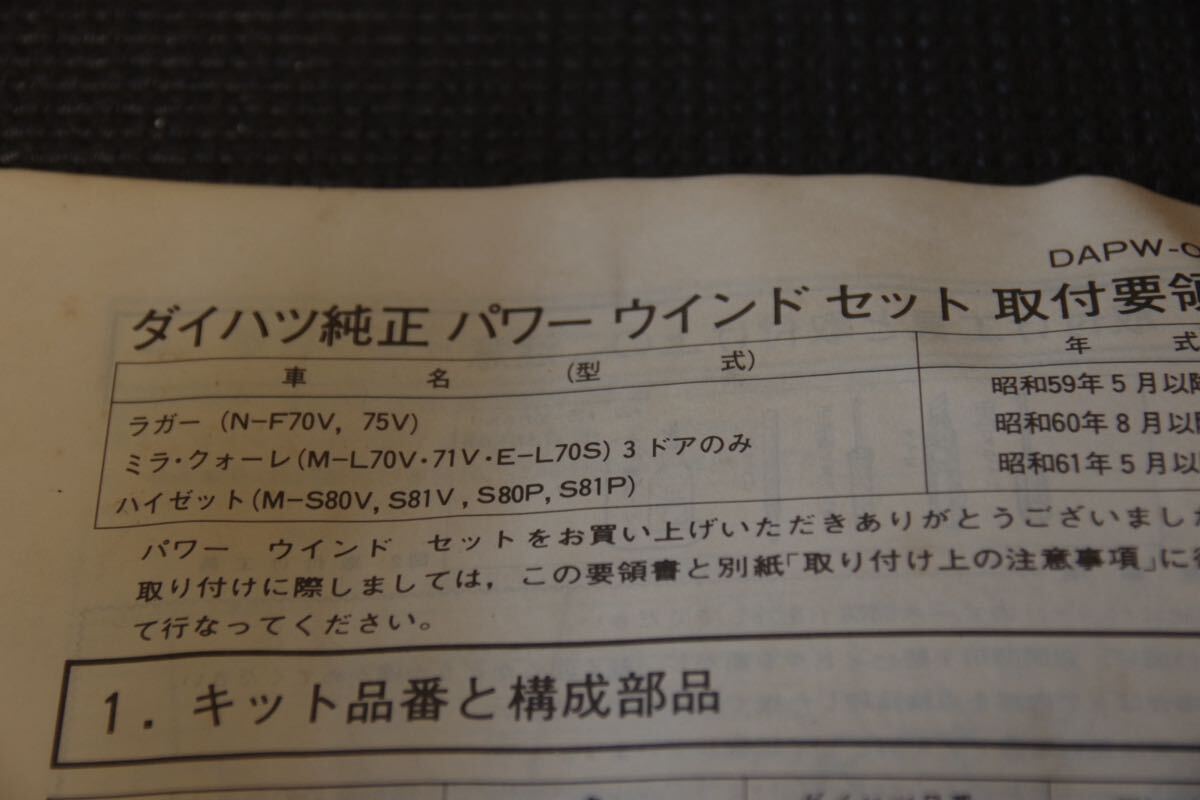 DAPW-
ダイハツ純正 パワー ウインド セット 取付要領
車名 (型式) 年式
ラガー (N-F70V, 75V) 昭和59年5月以降
ミラ・クォーレ(M-L70V・71V・E-L70S) 3ドアのみ 昭和60年8月以降
ハイゼット(M-S80V, S81V, S80P, S81P) 昭和61年5月以
パワー ウインド セットをお買い上げいただきありがとうございまし
取り付けに際しましては, この要領書と別紙「取り付け上の注意事項」に
て行なってください。
1. キット品番と構成部品